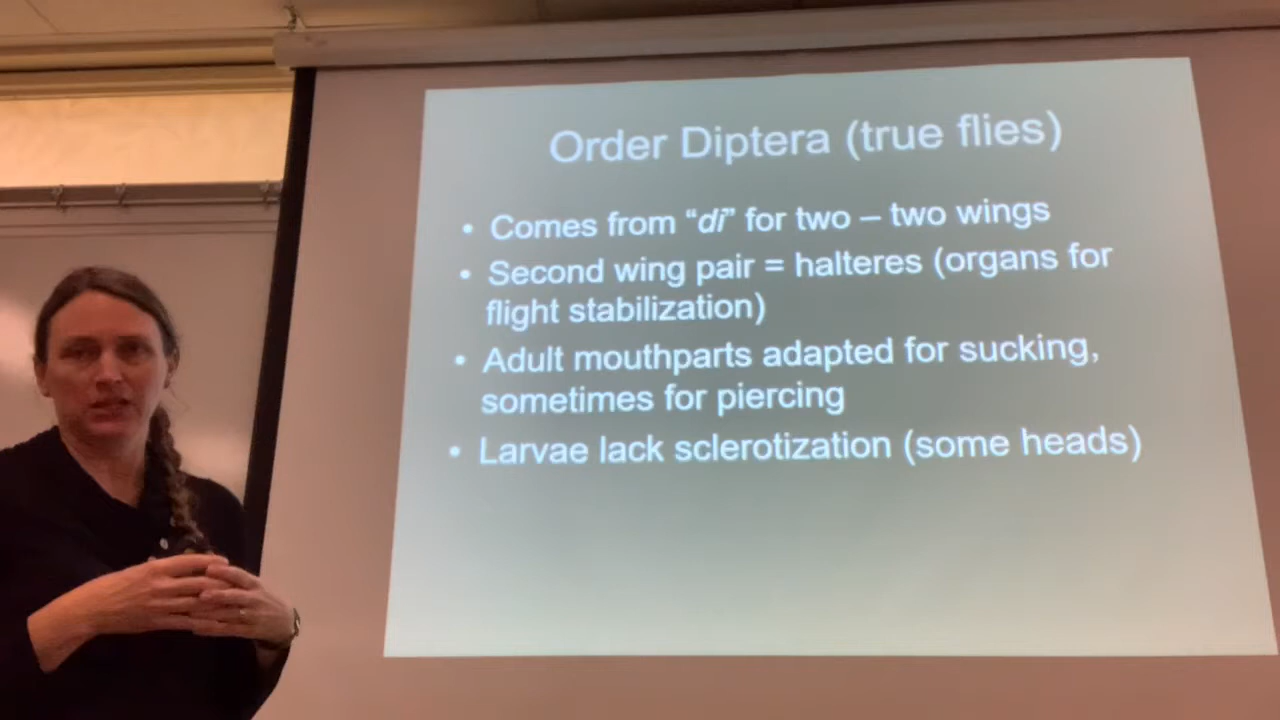 Order Diptera (true flies)
• Comes from “di” for two – two wings
• Second wing pair = halteres (organs for
flight stabilization)
• Adult mouthparts adapted for sucking,
sometimes for piercing
• Larvae lack sclerotization (some heads)